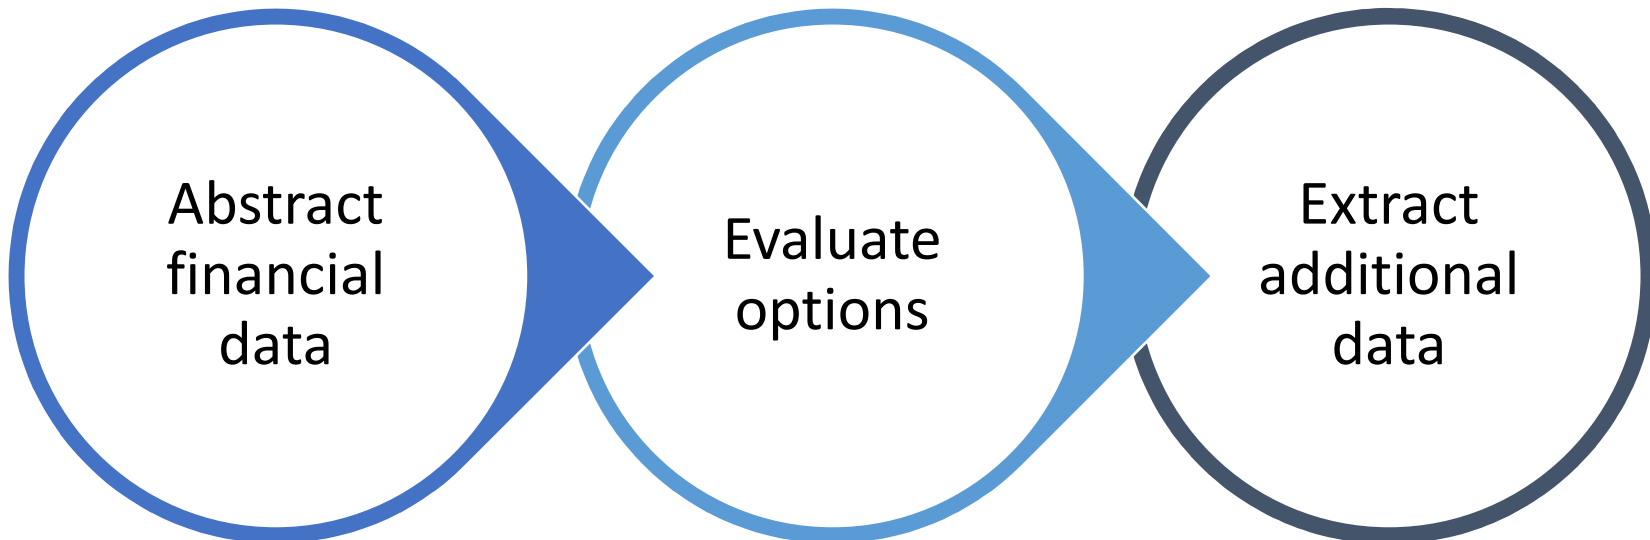 Abstract
financial
data
Evaluate
options
Extract
additional
data